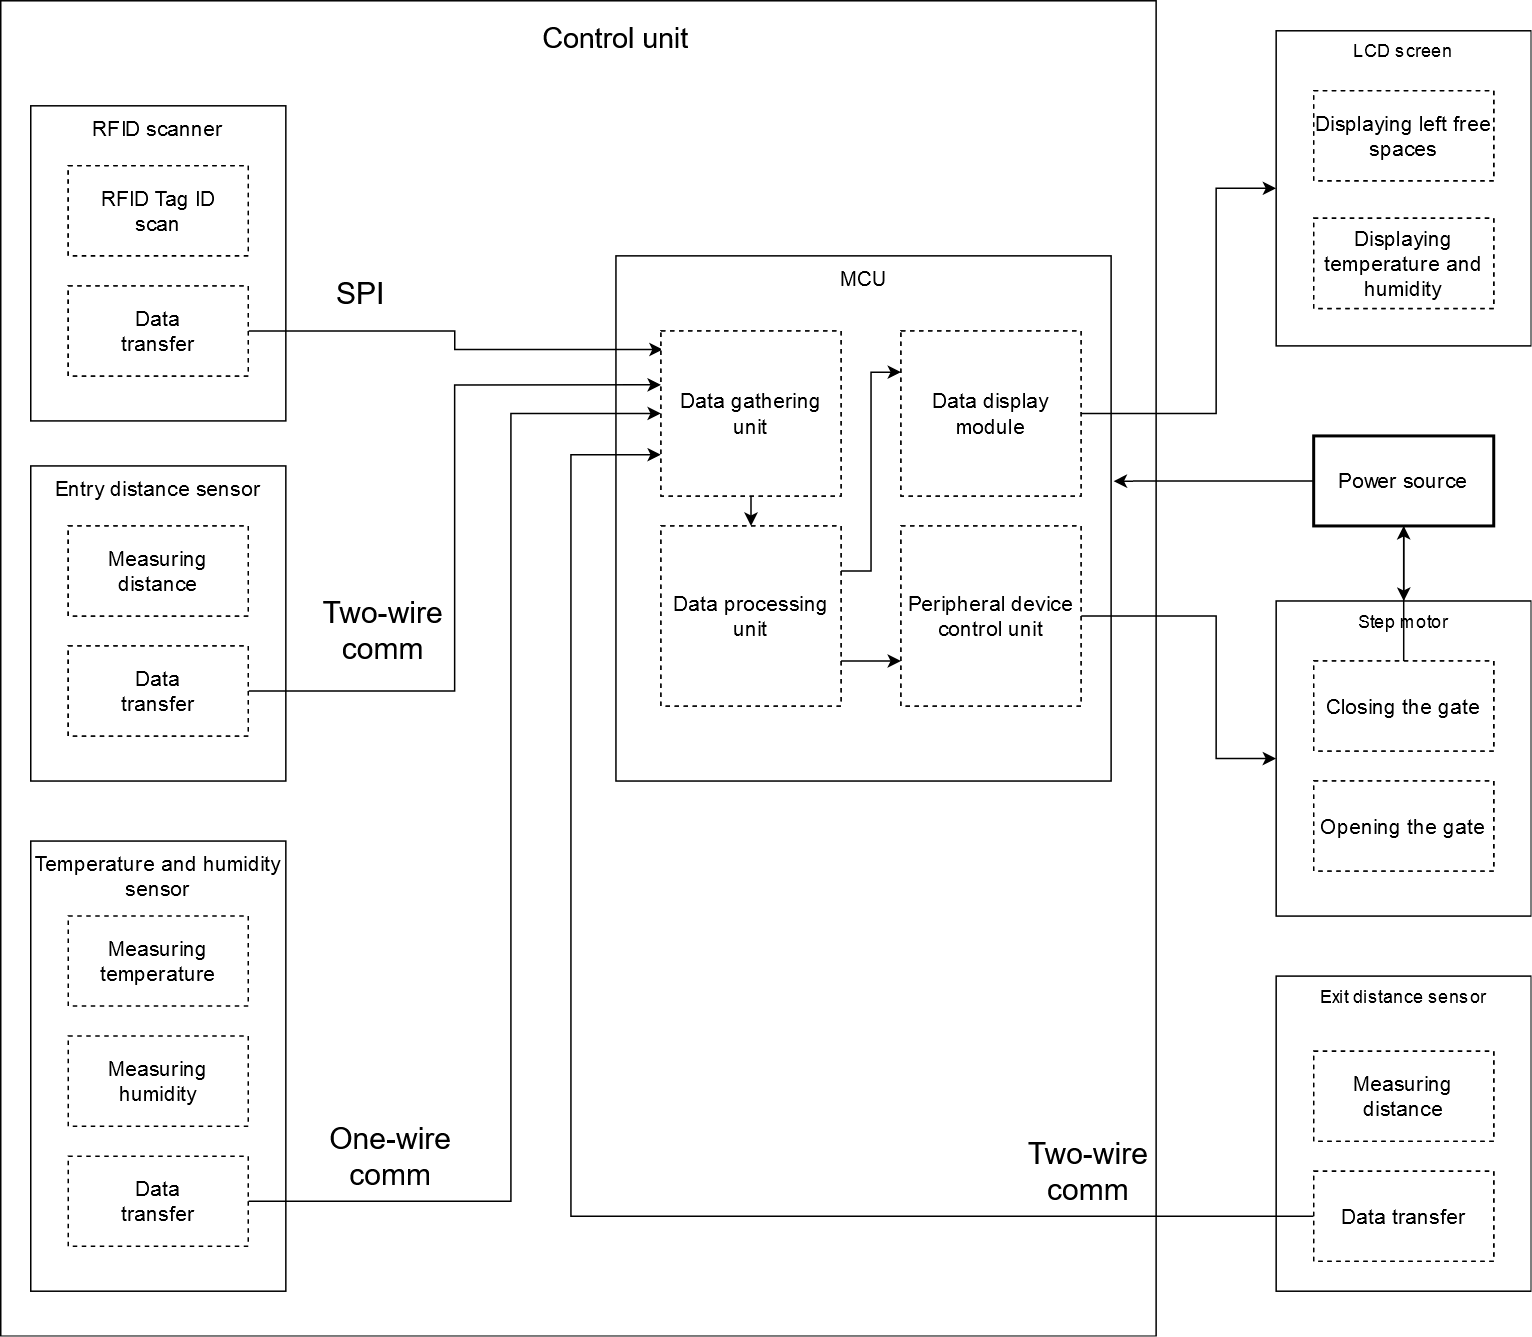 Control unit
RFID scanner
RFID Tag ID
scan
Data
transfer
SPI
Entry distance sensor
Measuring
distance
Data
transfer
Two-wire
comm
Temperature and humidity
sensor
Measuring
temperature
Measuring
humidity
Data
transfer
One-wire
comm
MCU
Data gathering
unit
Data display
module
Data processing
unit
Peripheral device
control unit
LCD screen
Displaying left free
spaces
Displaying
temperature and
humidity
Power source
Step motor
Closing the gate
Opening the gate
Exit distance sensor
Measuring
distance
Data transfer
Two-wire
comm